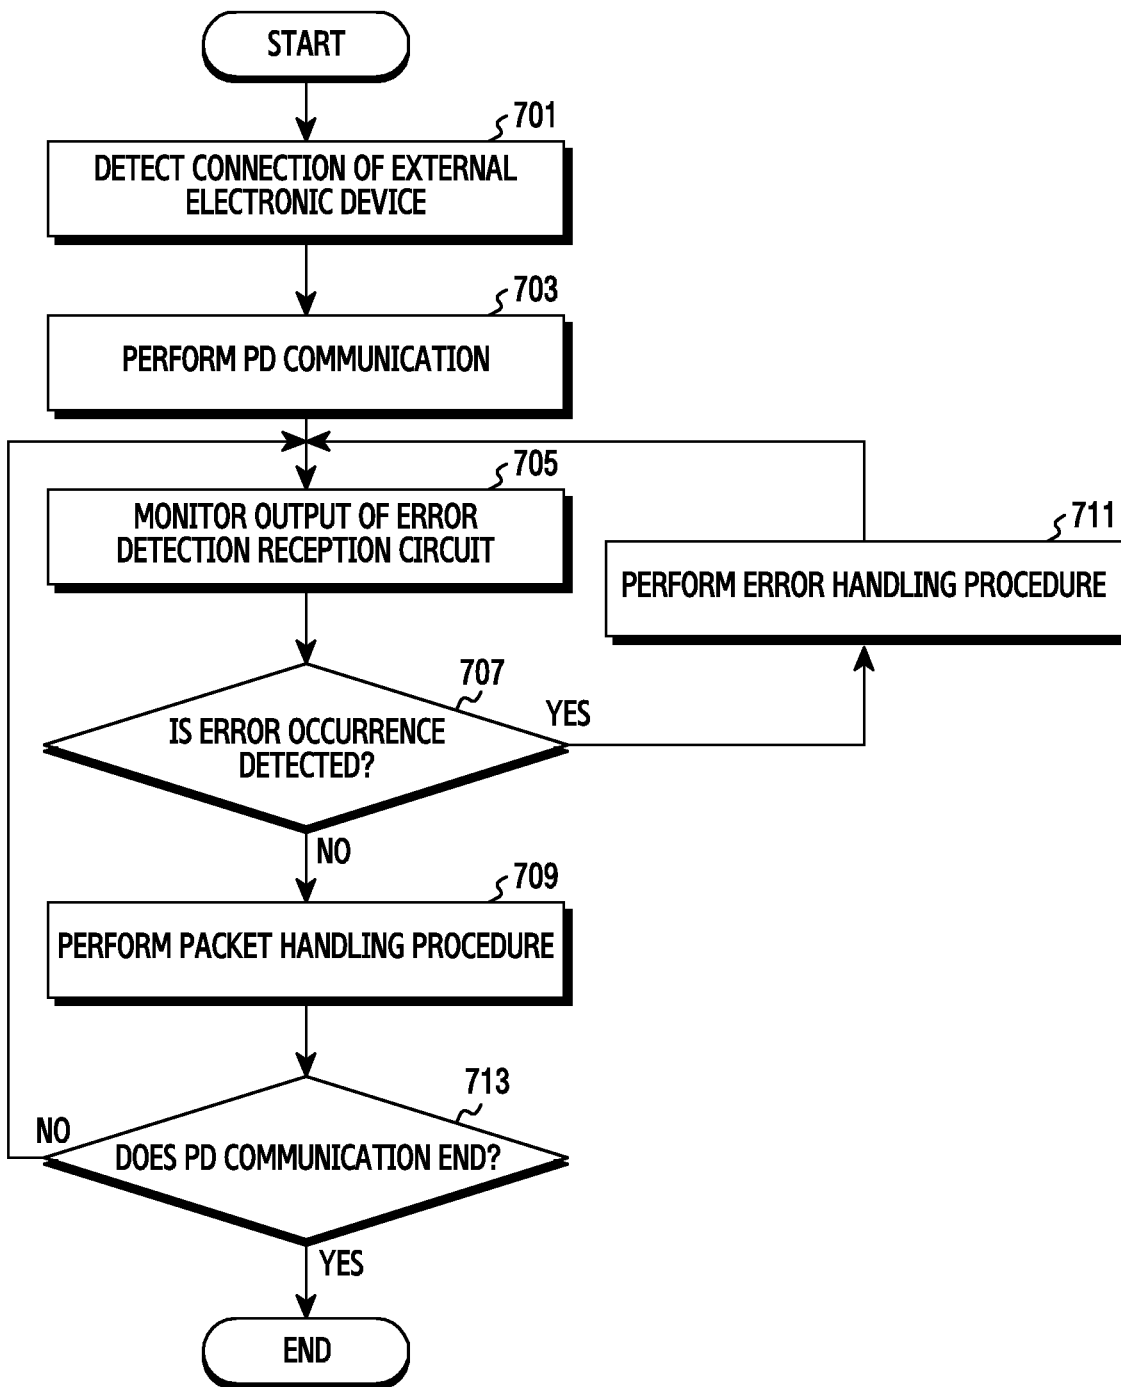 START
701
DETECT CONNECTION OF EXTERNAL
ELECTRONIC DEVICE
703
PERFORM PD COMMUNICATION
705
MONITOR OUTPUT OF ERROR
DETECTION RECEPTION CIRCUIT
711
PERFORM ERROR HANDLING PROCEDURE
707
IS ERROR OCCURRENCE
DETECTED?
YES
NO
709
PERFORM PACKET HANDLING PROCEDURE
713
DOES PD COMMUNICATION END?
NO
YES
END